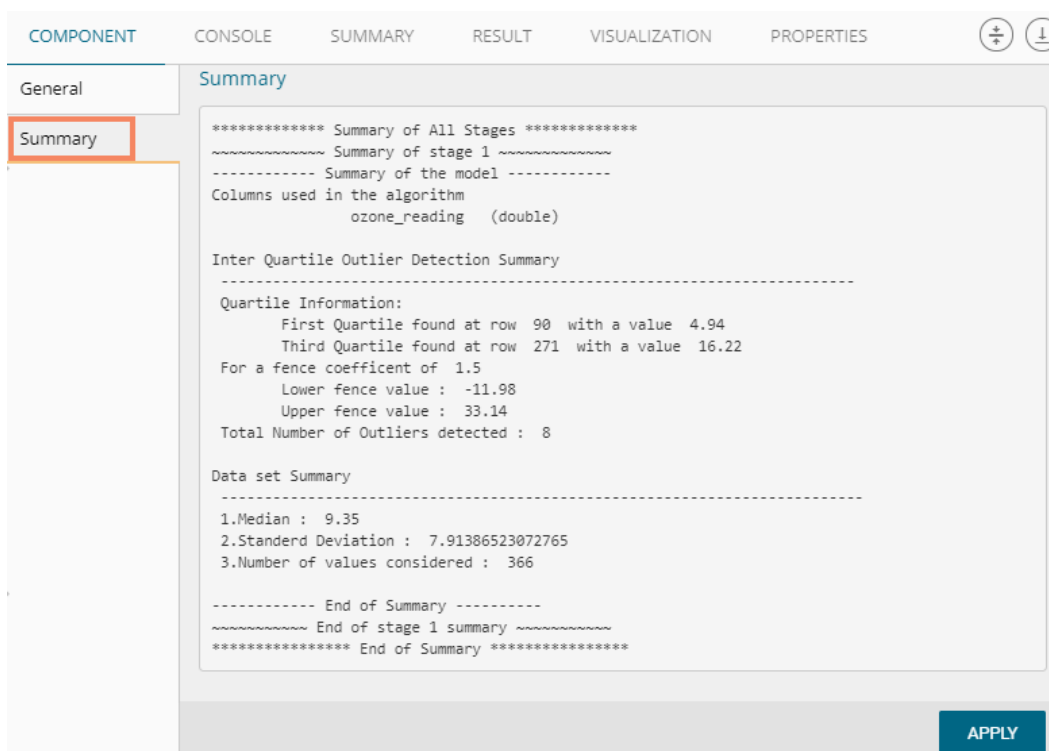 COMPONENT CONSOLE SUMMARY RESULT VISUALIZATION PROPERTIES
General
Summary
Summary
************* Summary of All Stages *************
~~~~~~~~~~~~~ Summary of stage 1 ~~~~~~~~~~~~~
------------ Summary of the model ------------
Columns used in the algorithm
ozone_reading (double)
Inter Quartile Outlier Detection Summary
--------------------------------------------------------------------------
Quartile Information:
First Quartile found at row 90 with a value 4.94
Third Quartile found at row 271 with a value 16.22
For a fence coefficent of 1.5
Lower fence value : -11.98
Upper fence value : 33.14
Total Number of Outliers detected : 8
Data set Summary
---------------------------------------------------------------------------
1.Median : 9.35
2.Standerd Deviation : 7.91386523072765
3.Number of values considered : 366
------------ End of Summary ----------
~~~~~~~~~~~ End of stage 1 summary ~~~~~~~~~~~
**************** End of Summary ****************
APPLY